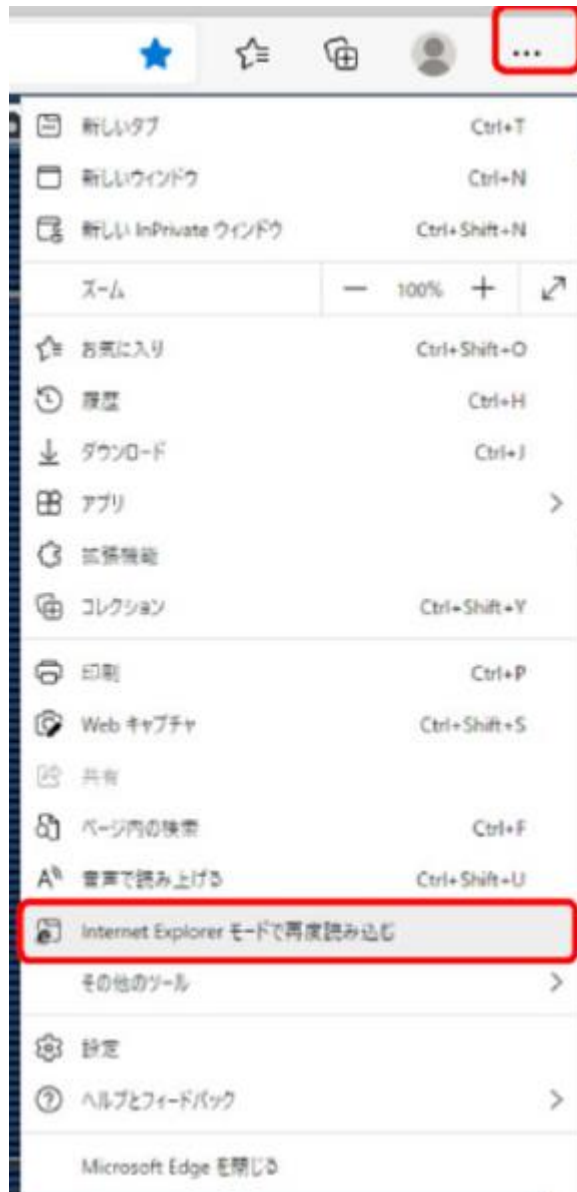 新しいタブ Ctrl+T
新しいウィンドウ Ctrl+N
新しい InPrivate ウィンドウ Ctrl+Shift+N
ズーム — 100% +
お気に入り Ctrl+Shift+O
履歴 Ctrl+H
ダウンロード Ctrl+J
アプリ
拡張機能
コレクション Ctrl+Shift+Y
印刷 Ctrl+P
Web キャプチャ Ctrl+Shift+S
共有
ページ内の検索 Ctrl+F
音声で読み上げる Ctrl+Shift+U
Internet Explorer モードで再度読み込む
その他のツール
設定
ヘルプとフィードバック
Microsoft Edge を閉じる